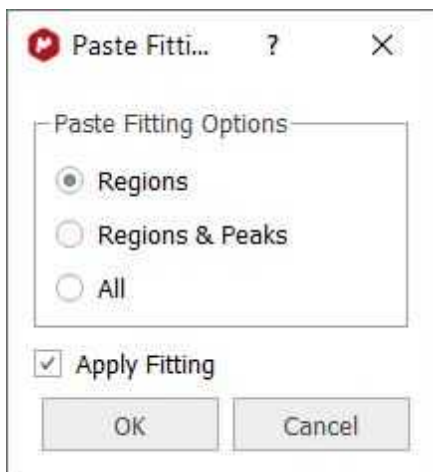 Paste Fitti... ?
Paste Fitting Options
Regions
Regions & Peaks
All
Apply Fitting
OK Cancel